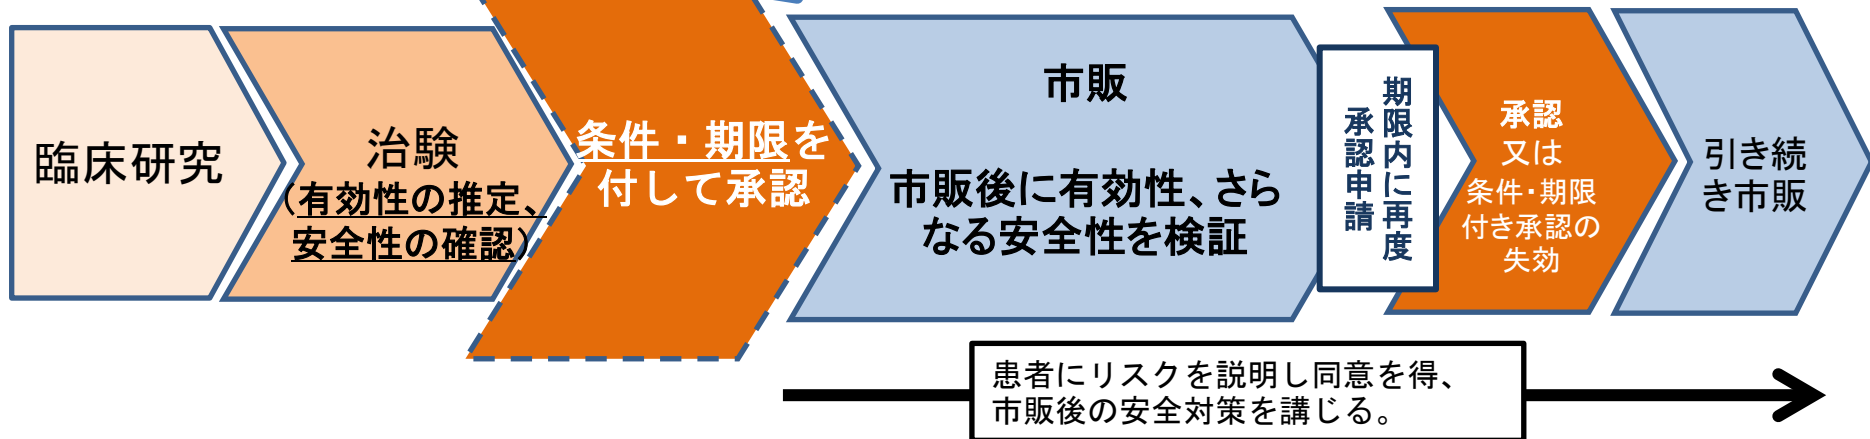 臨床研究
治験
（有効性の推定、
安全性の確認）
条件・期限を
付して承認
市販
市販後に有効性、さら
なる安全性を検証
期限内に再度
承認申請
承認
又は
条件・期限
付き承認の
失効
引き続
き市販
患者にリスクを説明し同意を得、
市販後の安全対策を講じる。